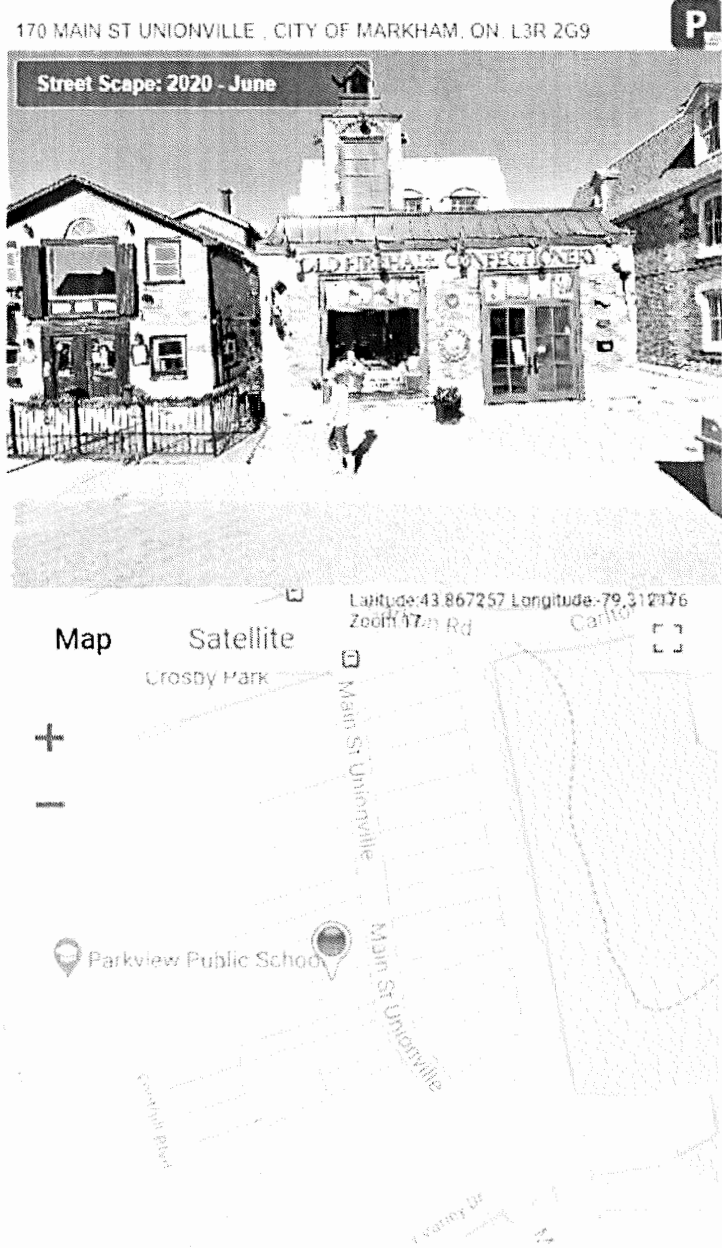 170 MAIN ST UNIONVILLE , CITY OF MARKHAM, ON, L3R 2G9
P
Street Scape: 2020 - June
OLD FIREHALL CONFECTIONERY
Latitude:43.867257 Longitude:-79.312176
Zoom 17
Rd
Map
Satellite
Crosby Park
Main St Unionville
+
−
Parkview Public School
Main St Unionville